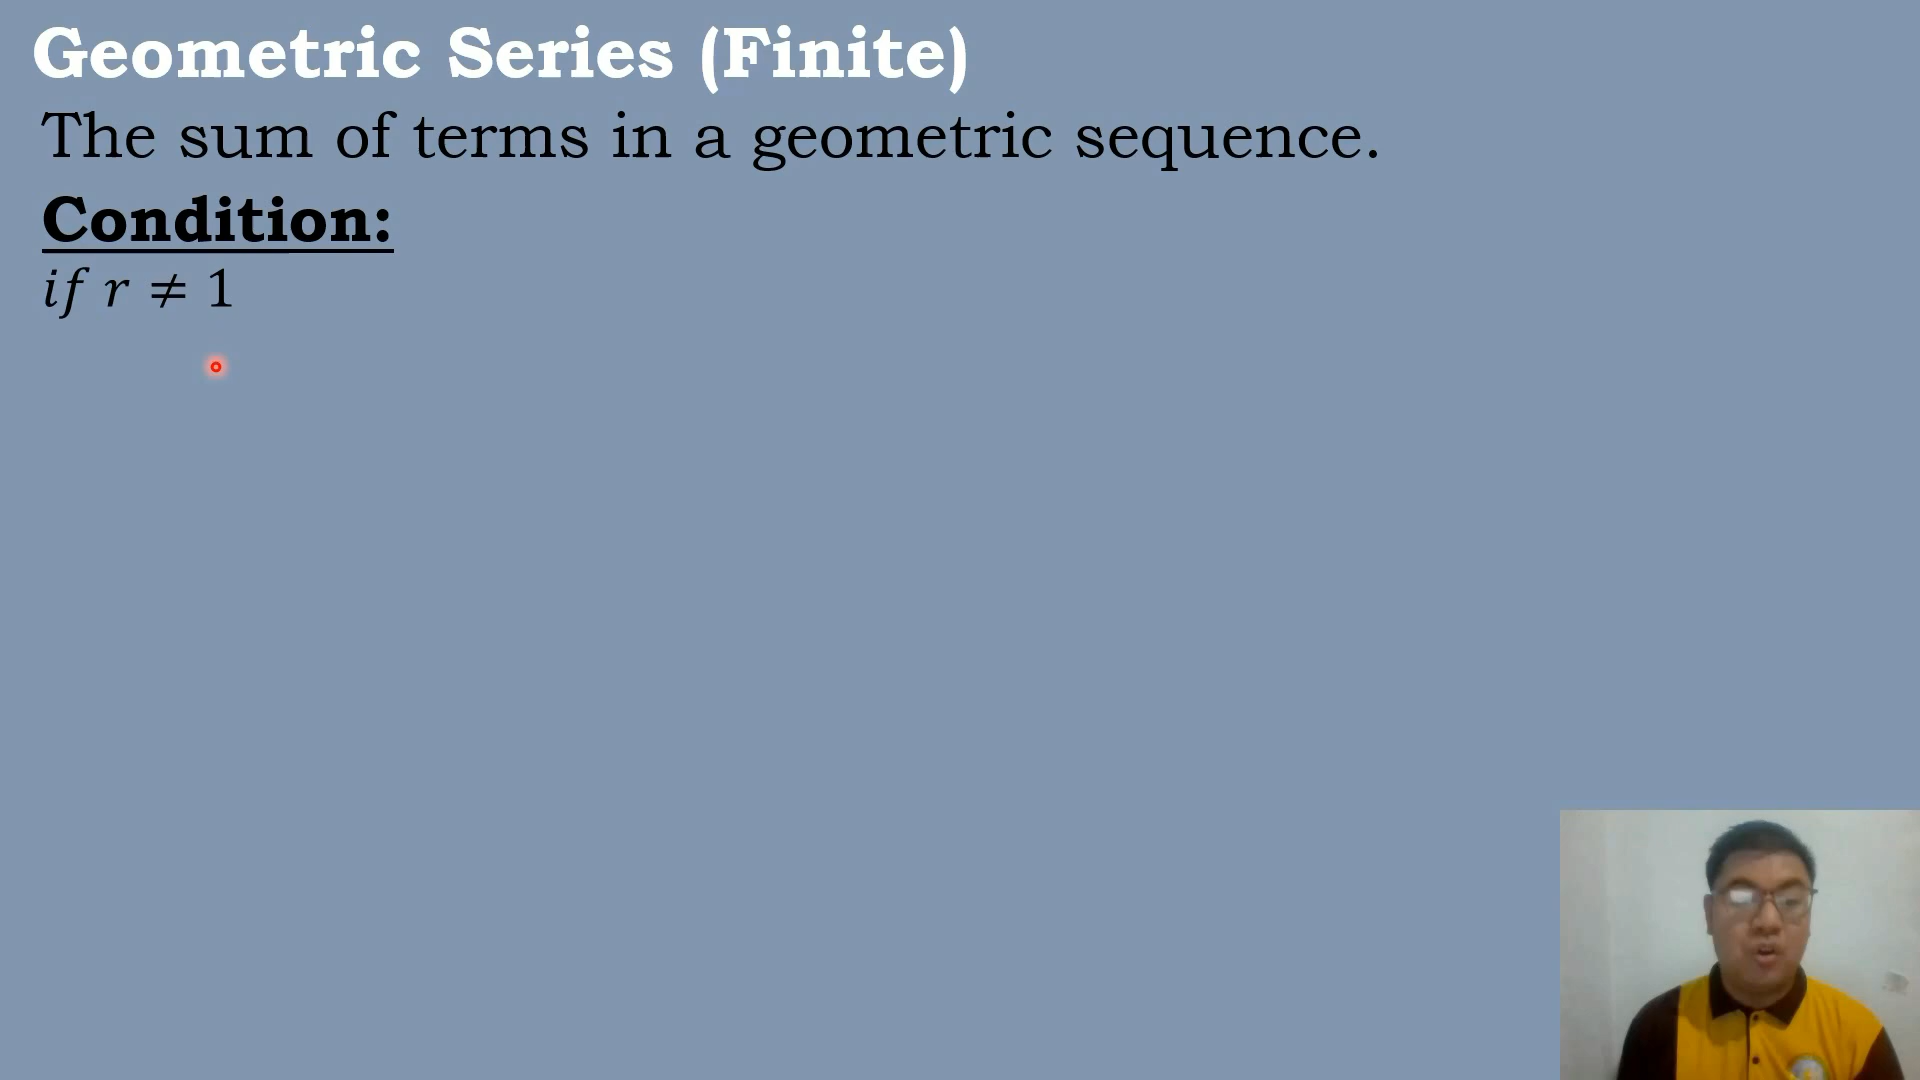 Geometric Series (Finite)
The sum of terms in a geometric sequence.
Condition:
if r ≠ 1